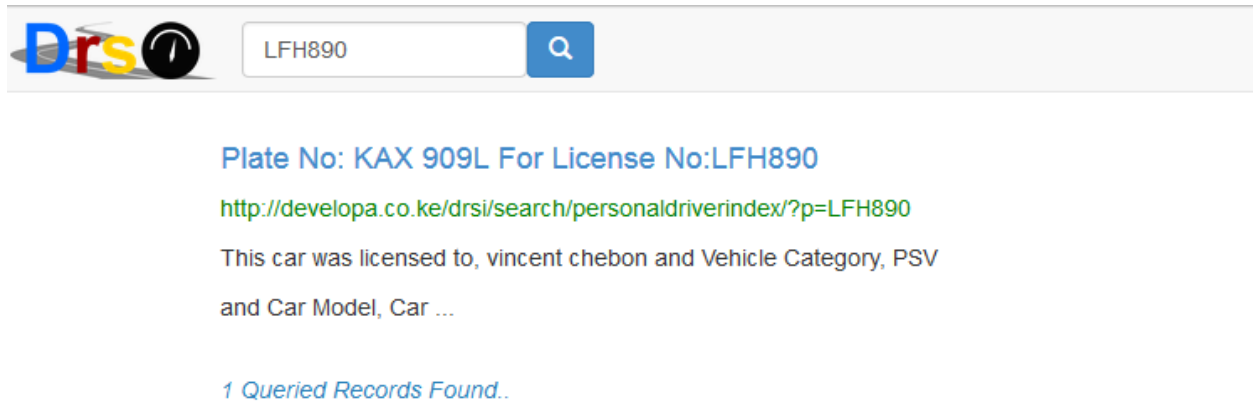 Drs
LFH890
Plate No: KAX 909L For License No:LFH890
http://developa.co.ke/drsi/search/personaldriverindex/?p=LFH890
This car was licensed to, vincent chebon and Vehicle Category, PSV
and Car Model, Car ...
1 Queried Records Found..